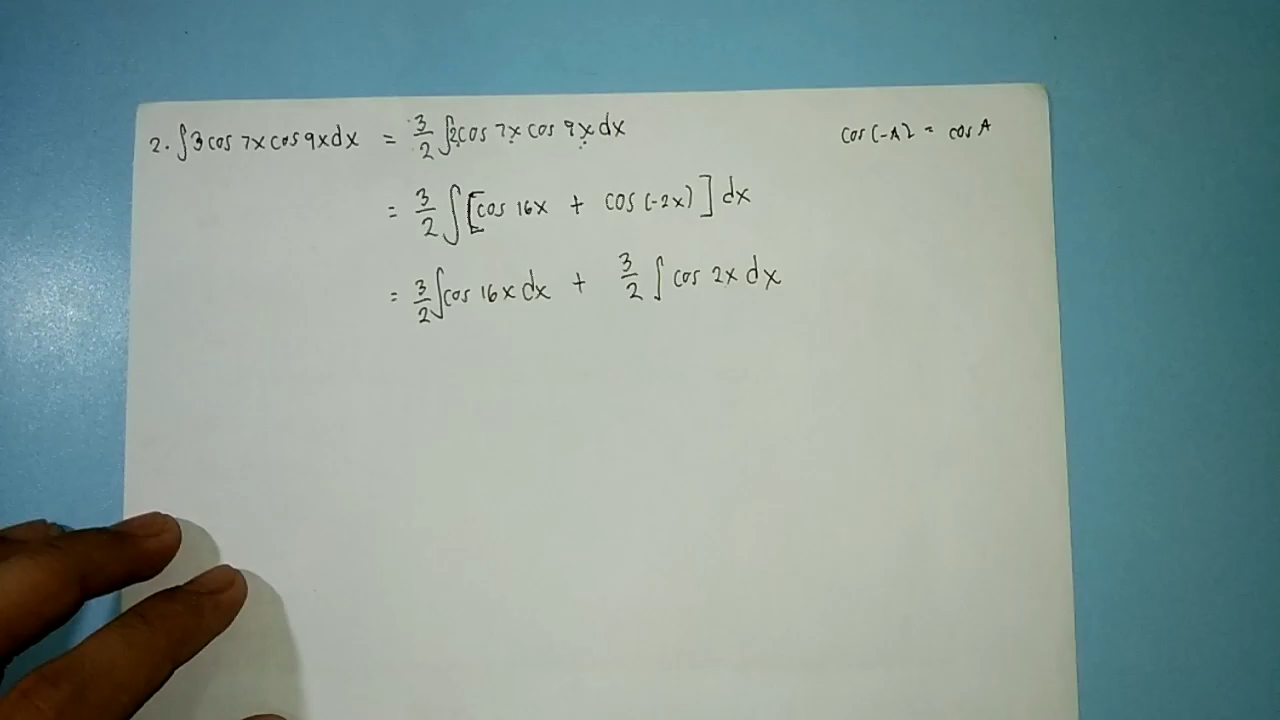 2. ∫3 cos 7x cos 9x dx = 3/2 ∫2cos 7x cos 9x dx
cos (-A) = cos A
= 3/2 ∫ [cos 16x + cos (-2x)] dx
= 3/2 ∫cos 16x dx + 3/2 ∫ cos 2x dx